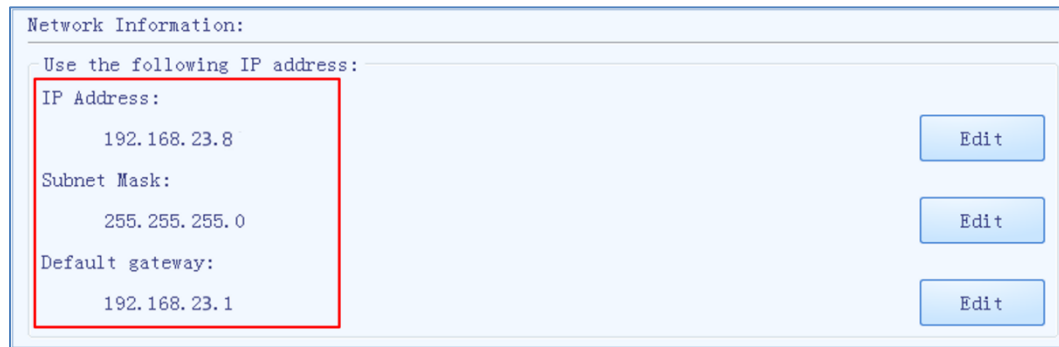 Network Information:
Use the following IP address:
IP Address:
192.168.23.8
Edit
Subnet Mask:
255.255.255.0
Edit
Default gateway:
192.168.23.1
Edit